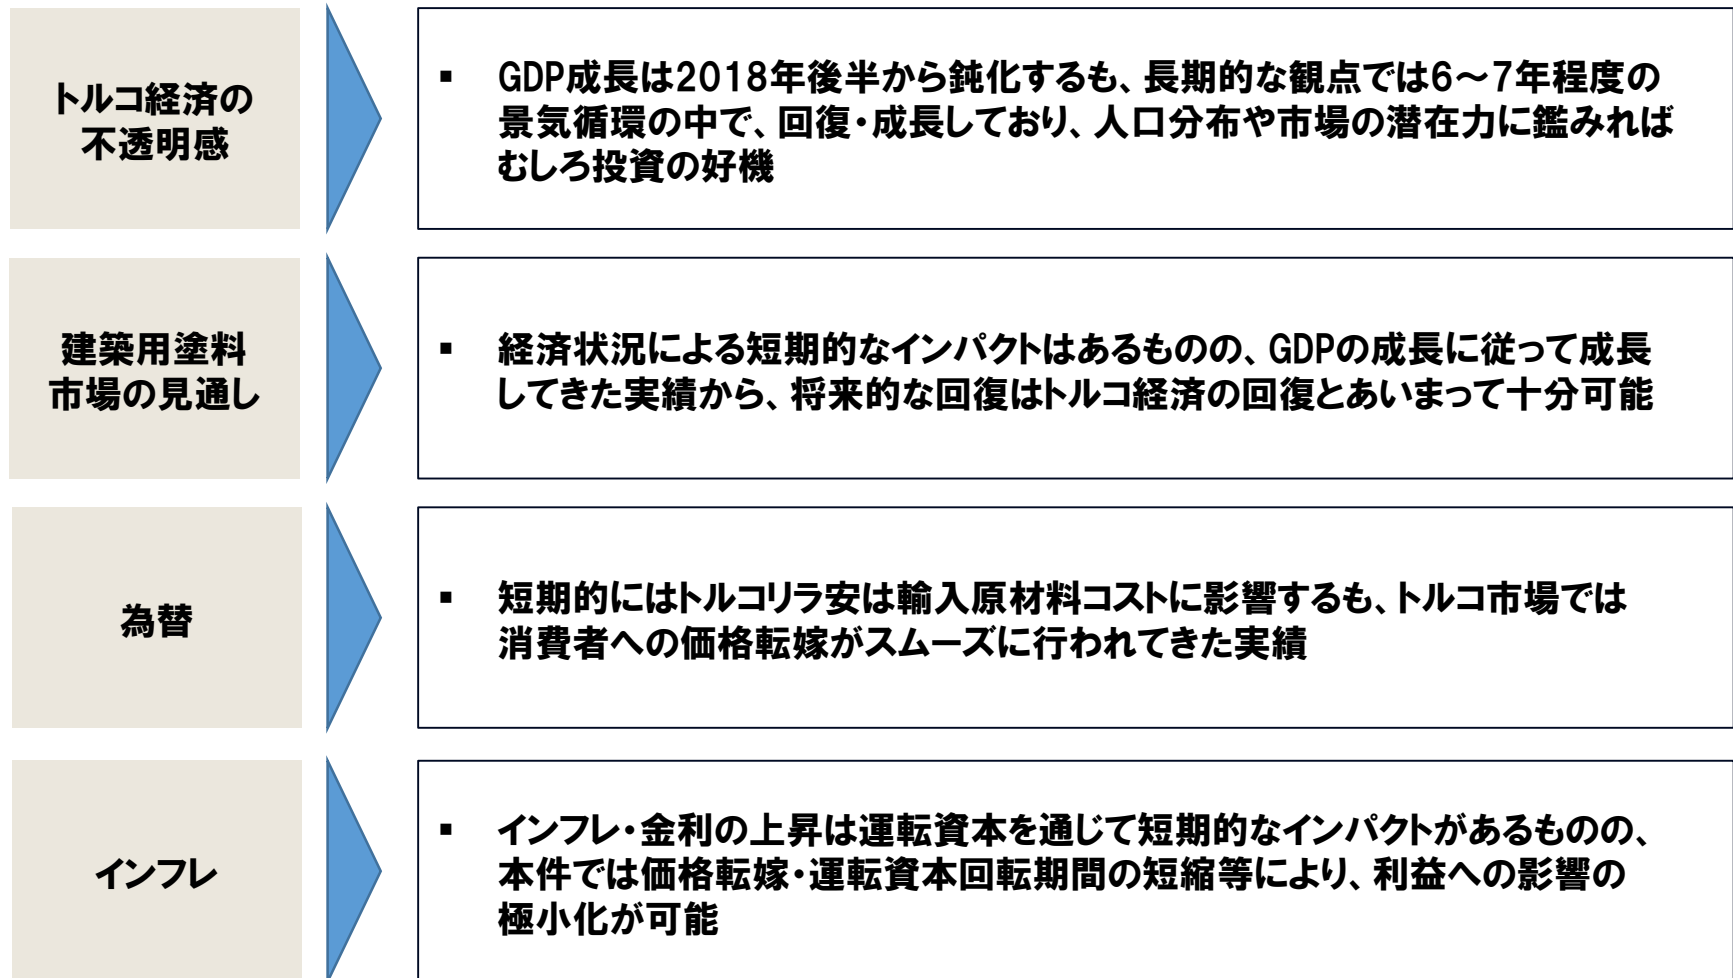 トルコ経済の
不透明感
▪ GDP成長は2018年後半から鈍化するも、長期的な観点では6～7年程度の
景気循環の中で、回復・成長しており、人口分布や市場の潜在力に鑑みれば
むしろ投資の好機
建築用塗料
市場の見通し
▪ 経済状況による短期的なインパクトはあるものの、GDPの成長に従って成長
してきた実績から、将来的な回復はトルコ経済の回復とあいまって十分可能
為替
▪ 短期的にはトルコリラ安は輸入原材料コストに影響するも、トルコ市場では
消費者への価格転嫁がスムーズに行われてきた実績
インフレ
▪ インフレ・金利の上昇は運転資本を通じて短期的なインパクトがあるものの、
本件では価格転嫁・運転資本回転期間の短縮等により、利益への影響の
極小化が可能